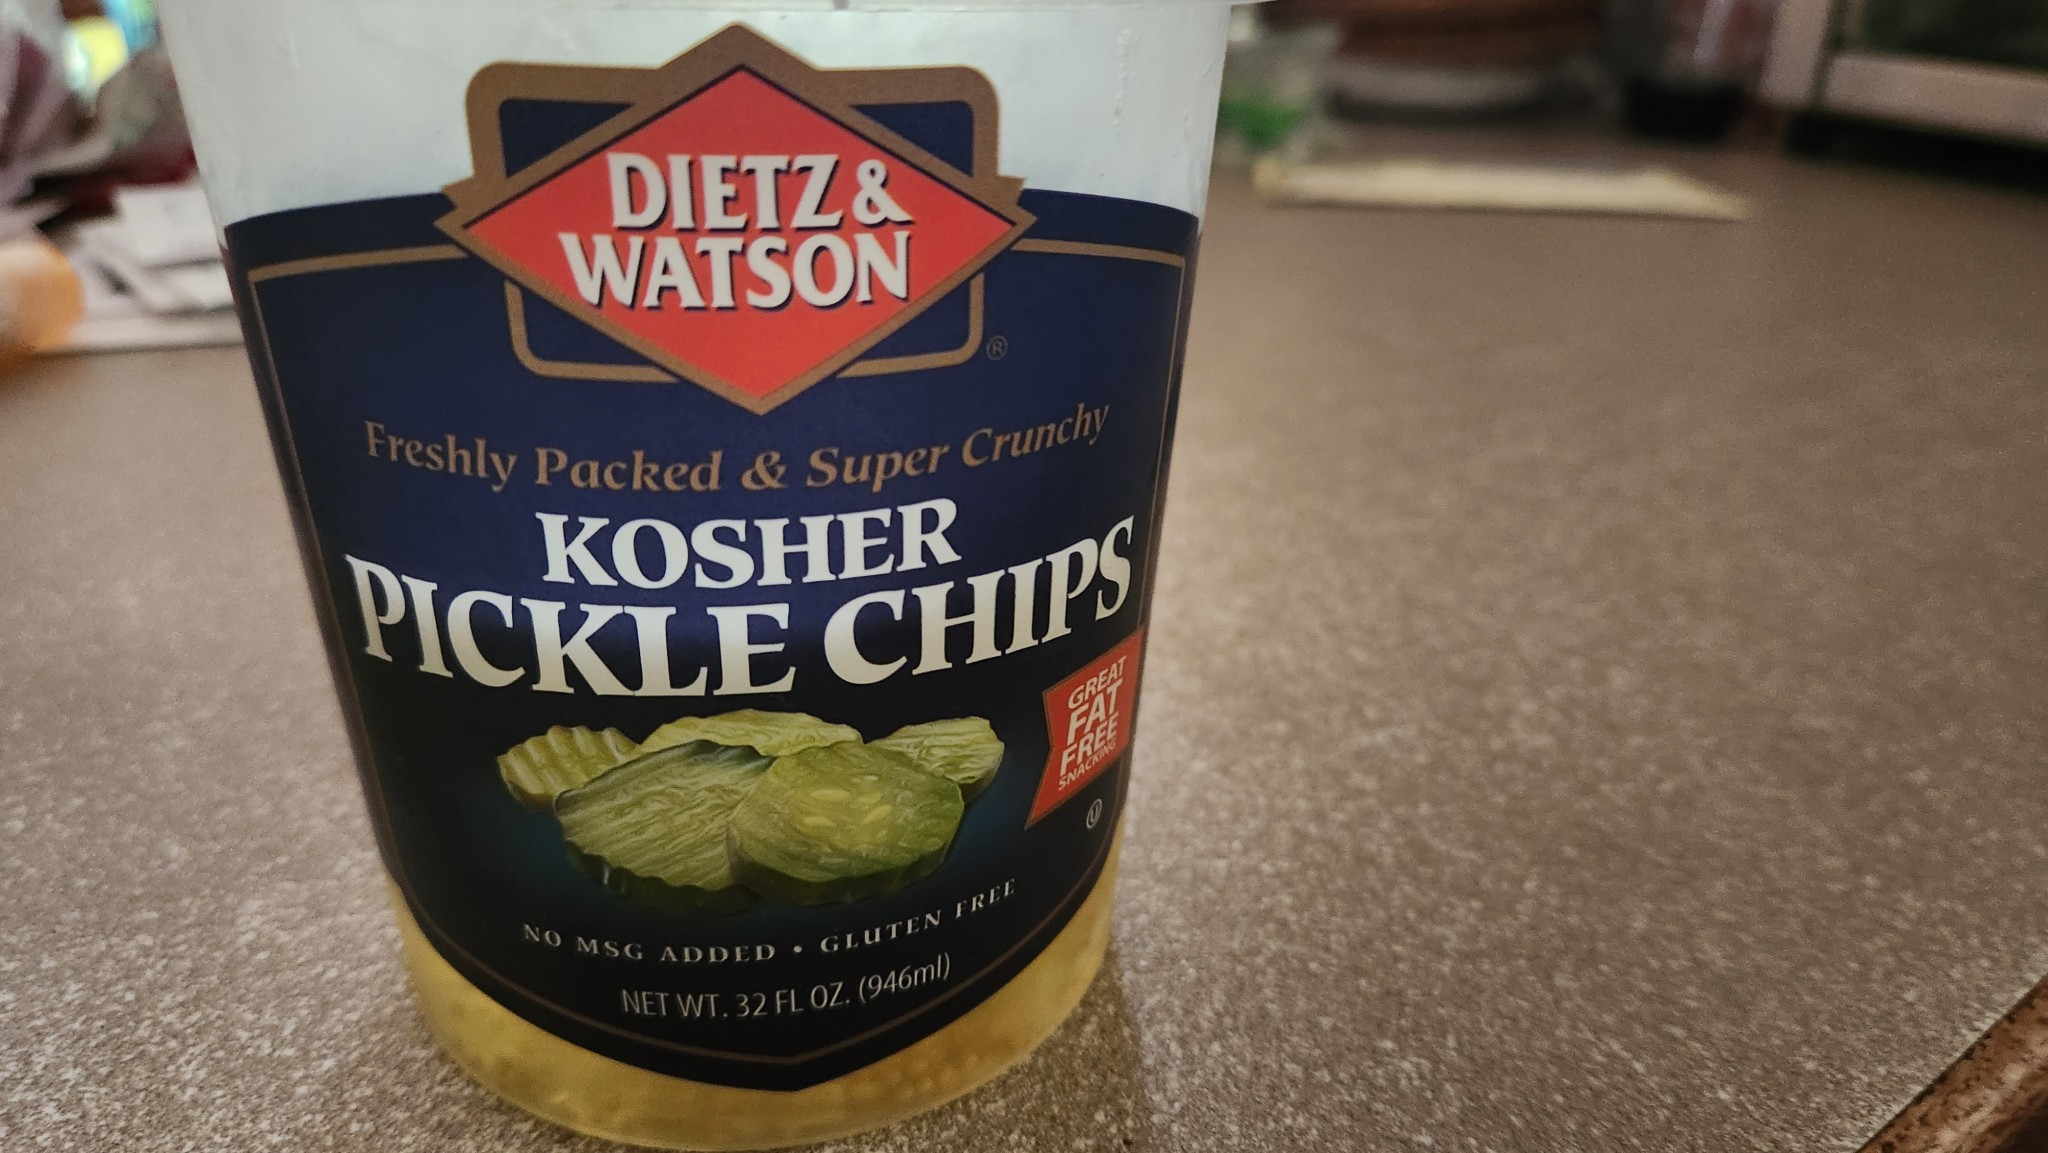 DIETZ &
WATSON
®
Freshly Packed & Super Crunchy
KOSHER
PICKLE CHIPS
GREAT
FAT
FREE
SNACKING
U
NO MSG ADDED • GLUTEN FREE
NET WT. 32 FL OZ. (946ml)